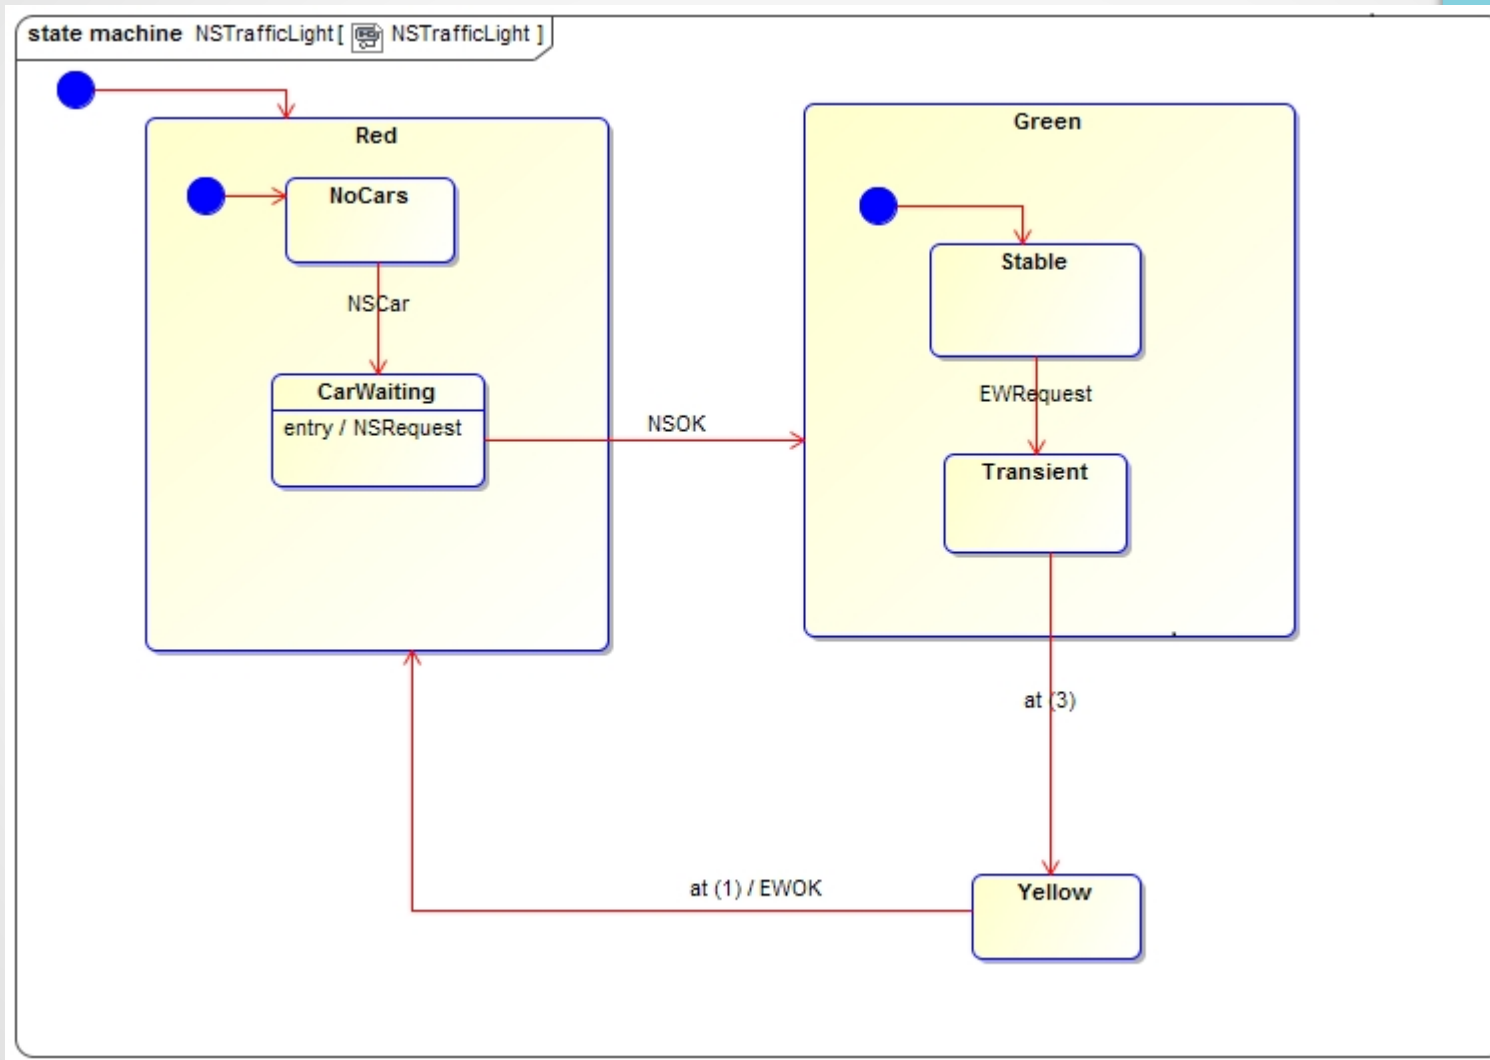 state machine NSTrafficLight[ NSTrafficLight ]
Red
NoCars
NSCar
CarWaiting
entry / NSRequest
NSOK
Green
Stable
EWRequest
Transient
at (3)
at (1) / EWOK
Yellow